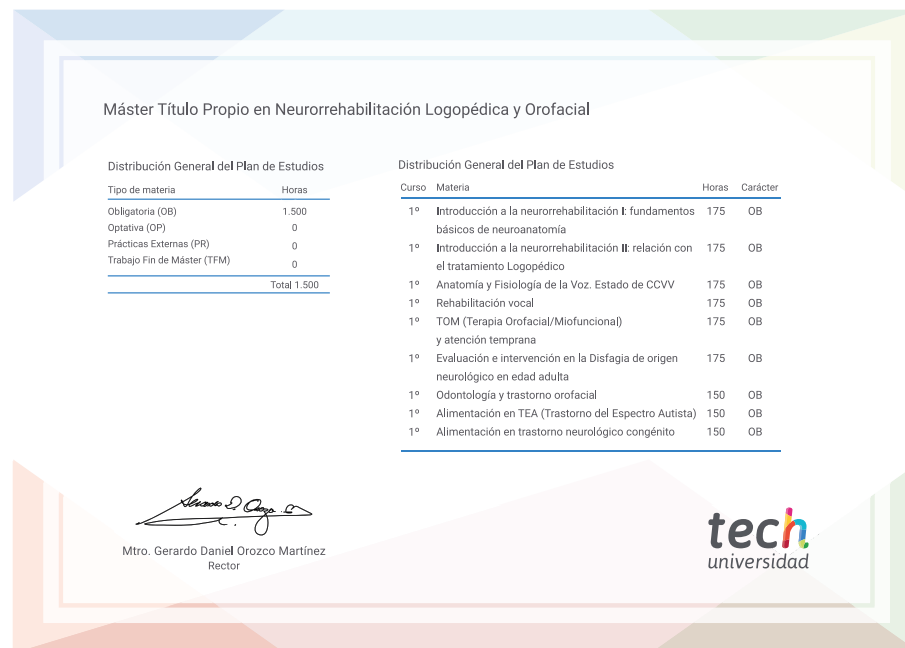 Máster Título Propio en Neurorrehabilitación Logopédica y Orofacial
Distribución General del Plan de Estudios
Tipo de materia Horas
Obligatoria (OB) 1.500
Optativa (OP) 0
Prácticas Externas (PR) 0
Trabajo Fin de Máster (TFM) 0
Total 1.500
Distribución General del Plan de Estudios
Curso Materia Horas Carácter
1º Introducción a la neurorrehabilitación I: fundamentos 175 OB
básicos de neuroanatomía
1º Introducción a la neurorrehabilitación II: relación con 175 OB
el tratamiento Logopédico
1º Anatomía y Fisiología de la Voz. Estado de CCVV 175 OB
1º Rehabilitación vocal 175 OB
1º TOM (Terapia Orofacial/Miofuncional) 175 OB
y atención temprana
1º Evaluación e intervención en la Disfagia de origen 175 OB
neurológico en edad adulta
1º Odontología y trastorno orofacial 150 OB
1º Alimentación en TEA (Trastorno del Espectro Autista) 150 OB
1º Alimentación en trastorno neurológico congénito 150 OB
Mtro. Gerardo Daniel Orozco Martínez
Rector
tech
universidad